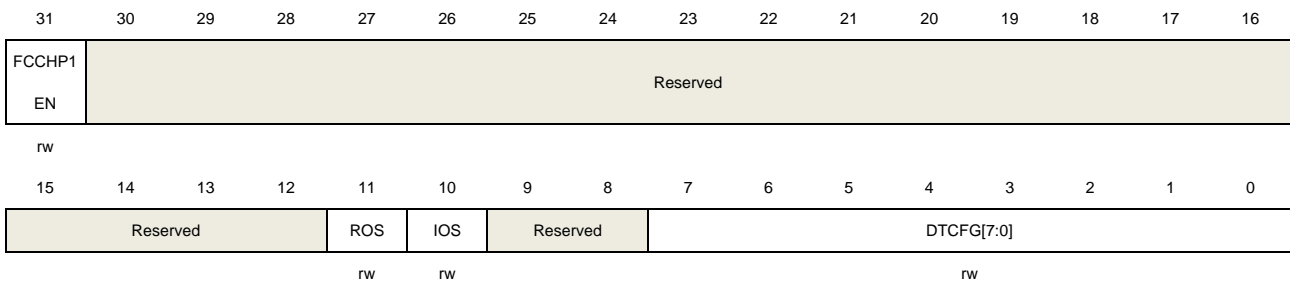 31 30 29 28 27 26 25 24 23 22 21 20 19 18 17 16
FCCHP1
EN
Reserved
rw
15 14 13 12 11 10 9 8 7 6 5 4 3 2 1 0
Reserved ROS IOS Reserved DTCFG[7:0]
rw rw rw